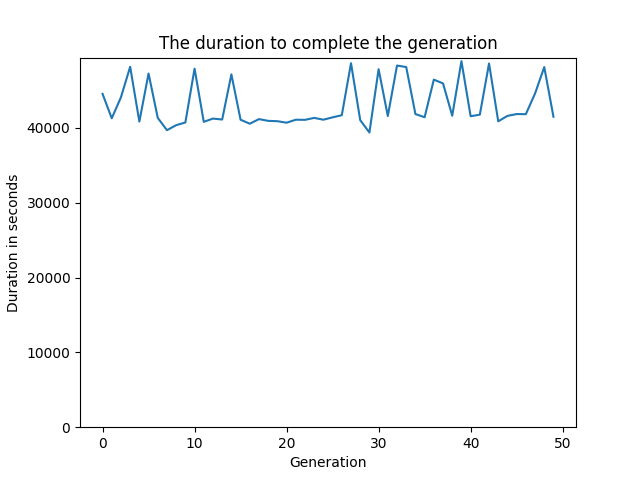 The duration to complete the generation
40000
30000
20000
10000
0
Duration in seconds
0 10 20 30 40 50
Generation